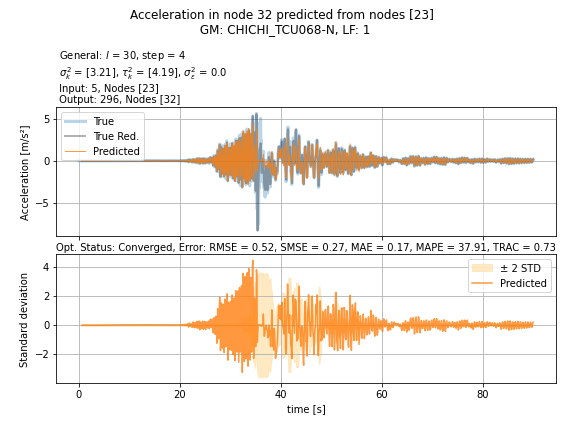 Acceleration in node 32 predicted from nodes [23]
GM: CHICHI_TCU068-N, LF: 1
General: l = 30, step = 4
σ²ₖ = [3.21], τ²ₖ = [4.19], σ²_ε = 0.0
Input: 5, Nodes [23]
Output: 296, Nodes [32]
True
True Red.
Predicted
Acceleration [m/s²]
5
0
−5
Opt. Status: Converged, Error: RMSE = 0.52, SMSE = 0.27, MAE = 0.17, MAPE = 37.91, TRAC = 0.73
± 2 STD
Predicted
Standard deviation
4
2
0
−2
0 20 40 60 80
time [s]